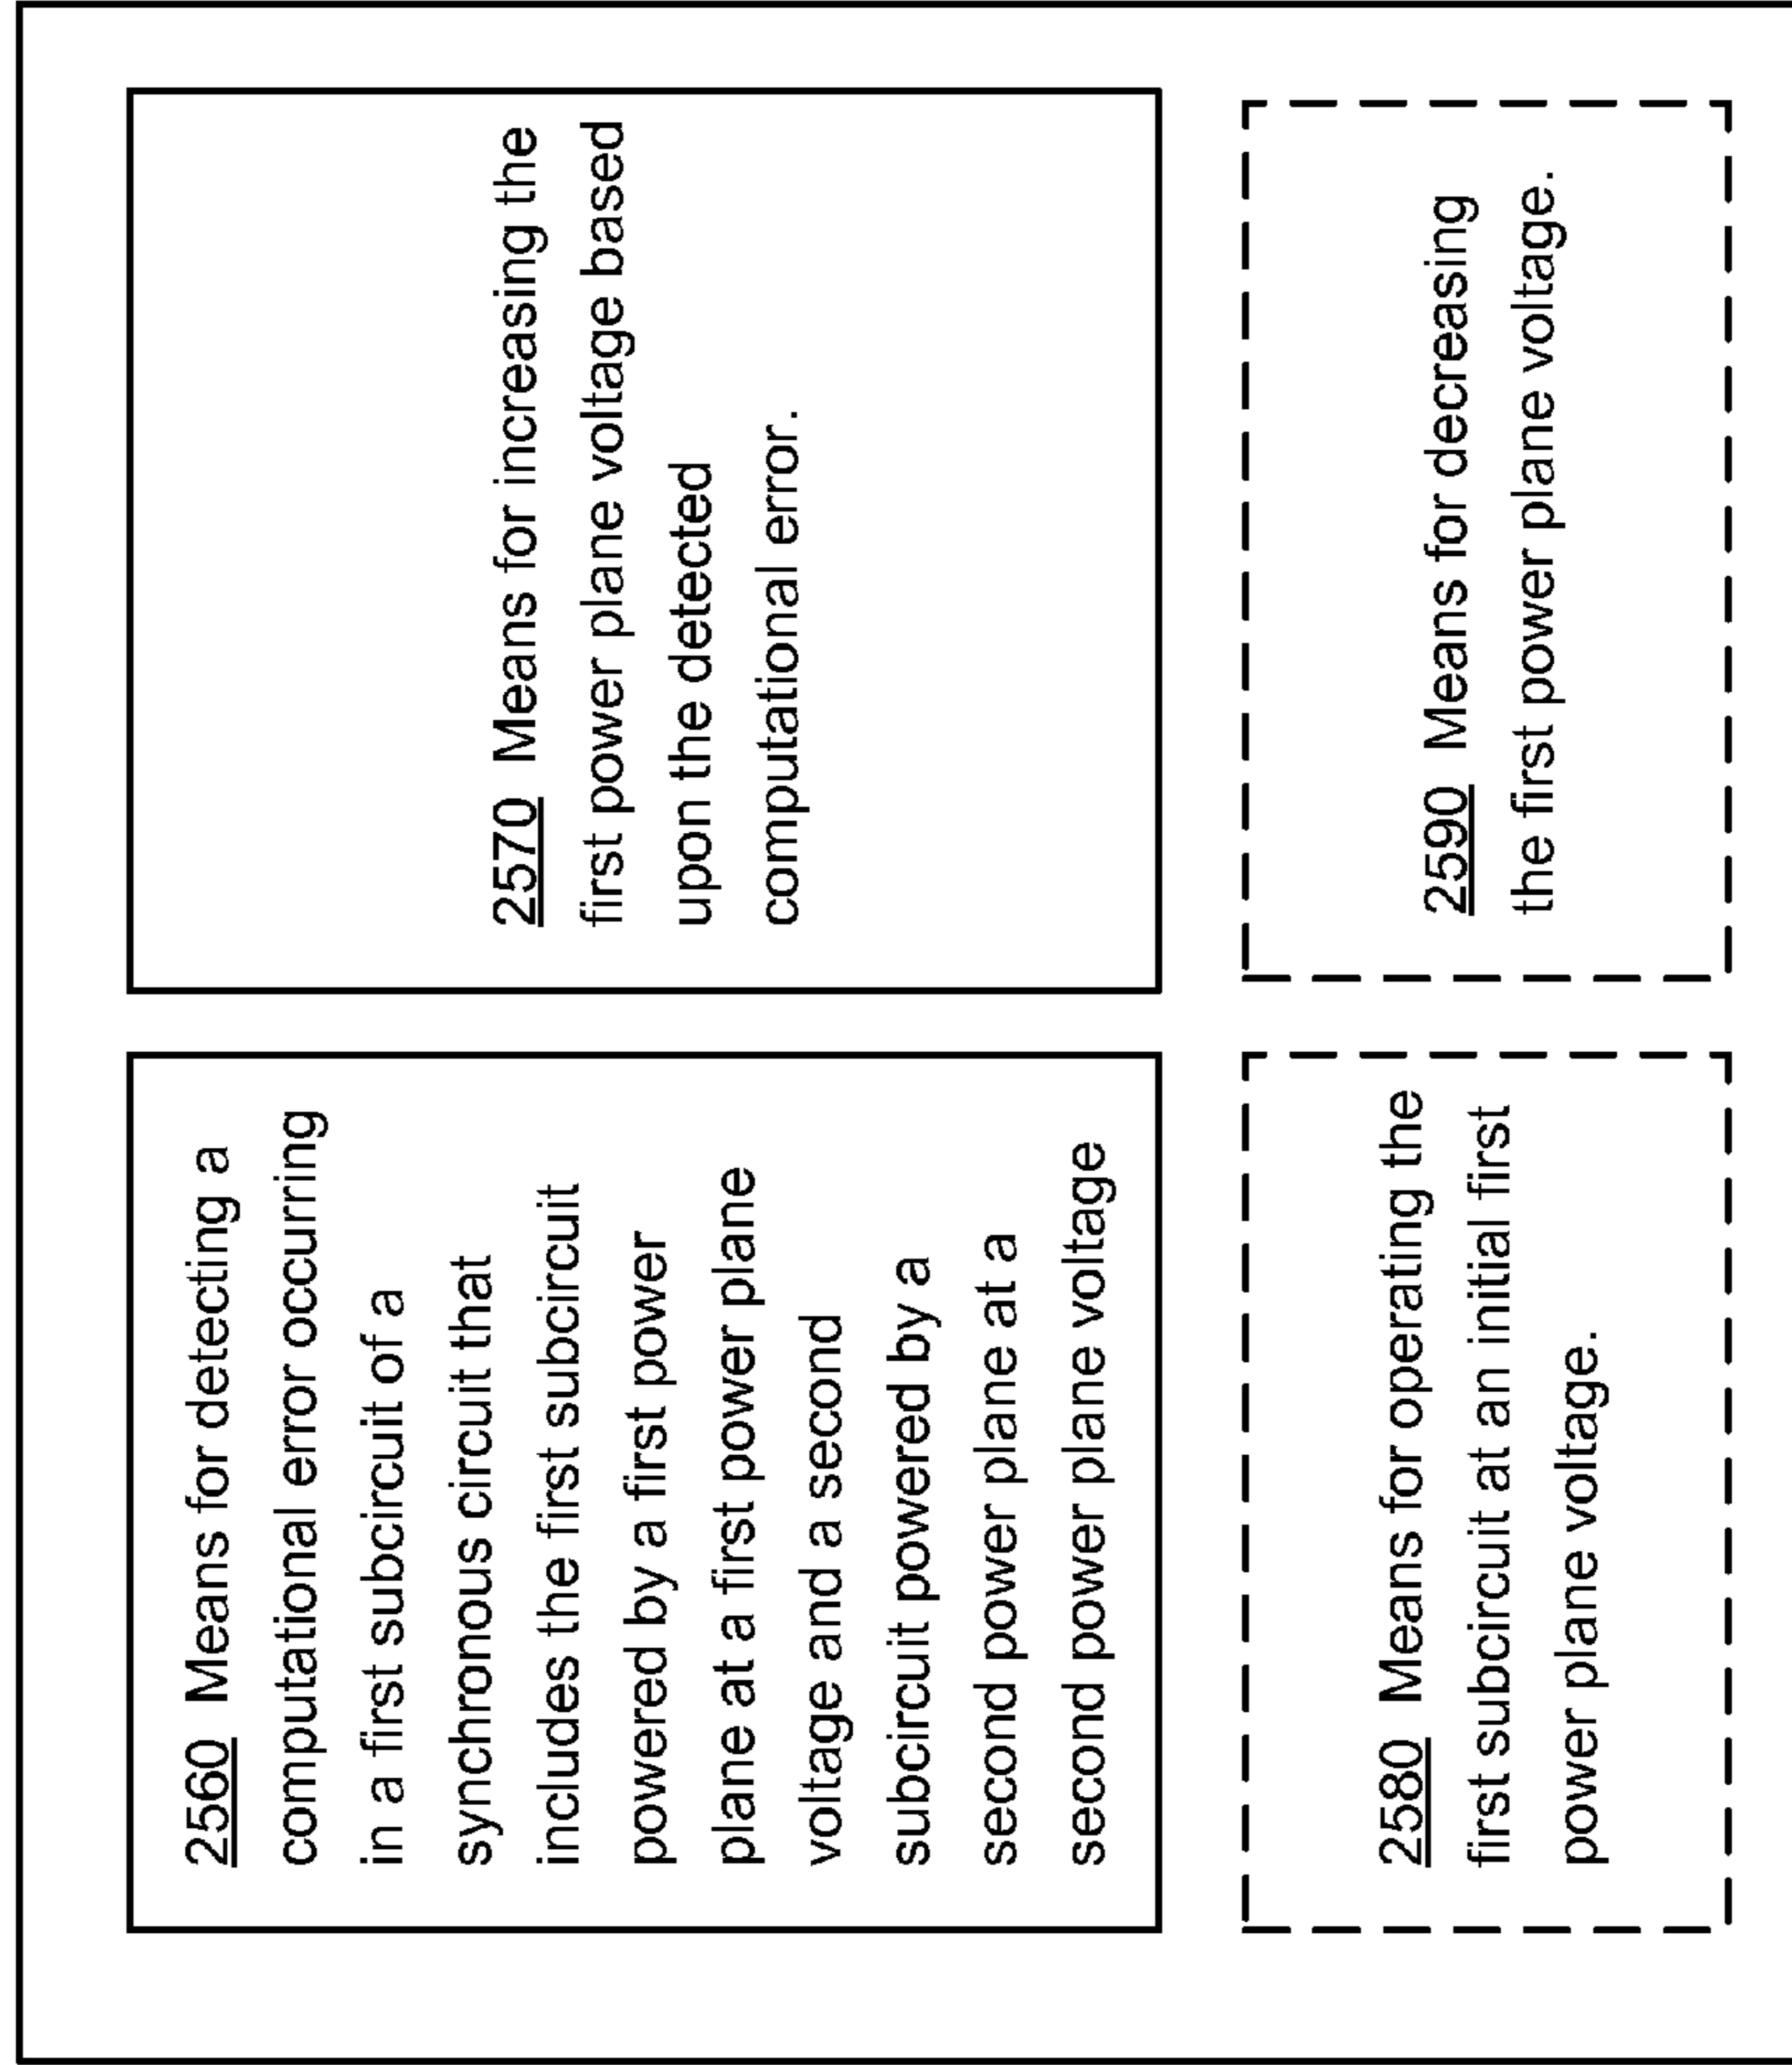 2560 Means for detecting a
computational error occurring
in a first subcircuit of a
synchronous circuit that
includes the first subcircuit
powered by a first power
plane at a first power plane
voltage and a second
subcircuit powered by a
second power plane at a
second power plane voltage
2570 Means for increasing the
first power plane voltage based
upon the detected
computational error.
2580 Means for operating the
first subcircuit at an initial first
power plane voltage.
2590 Means for decreasing
the first power plane voltage.